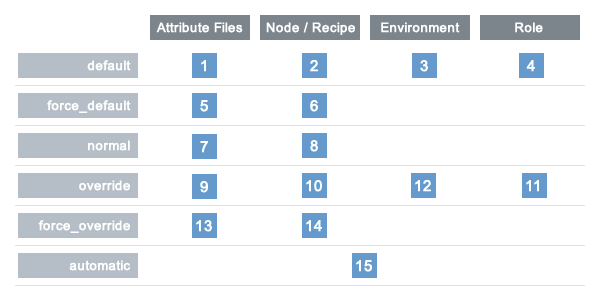 Attribute Files Node / Recipe Environment Role
default 1 2 3 4
force_default 5 6
normal 7 8
override 9 10 12 11
force_override 13 14
automatic 15